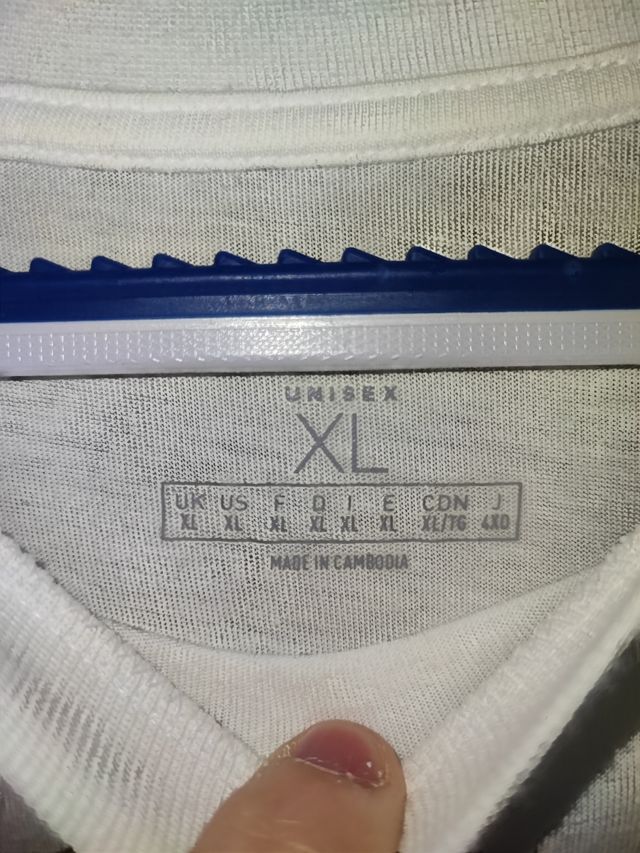 UNISEX
XL
UK US F D I E CDN J
XL XL XL XL XL XL XL/TG 4XO
MADE IN CAMBODIA